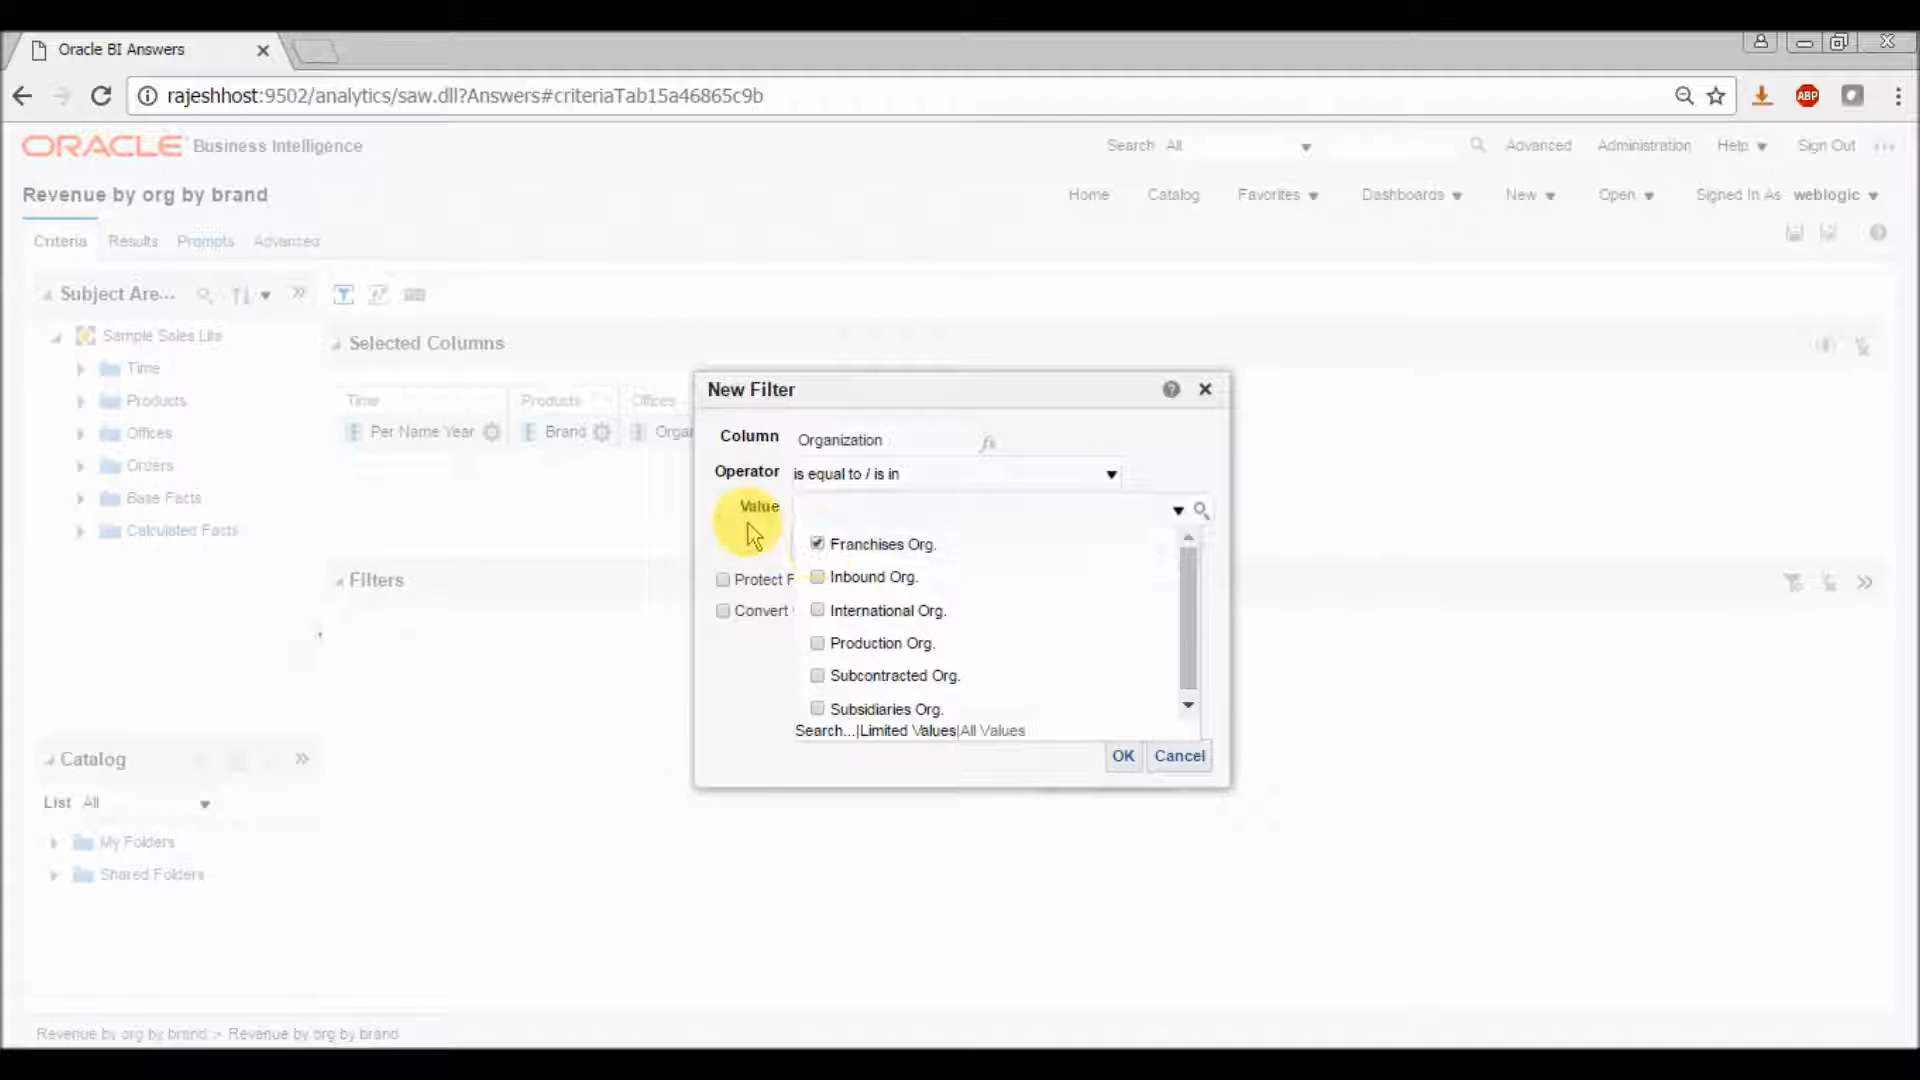 Oracle BI Answers
rajeshhost:9502/analytics/saw.dll?Answers#criteriaTab15a46865c9b
ABP
ORACLE Business Intelligence
Search All
Advanced Administration Help Sign Out
Revenue by org by brand
Home Catalog Favorites Dashboards New Open Signed In As weblogic
Criteria Results Prompts Advanced
Subject Are...
Sample Sales Lite
Time
Products
Offices
Orders
Base Facts
Calculated Facts
Selected Columns
Time Products Offices
Per Name Year Brand Organ
Filters
New Filter
Column Organization fx
Operator is equal to / is in
Value
Franchises Org.
Protect F
Inbound Org.
Convert
International Org.
Production Org.
Subcontracted Org.
Subsidiaries Org.
Search...|Limited Values|All Values
OK Cancel
Catalog
List All
My Folders
Shared Folders
Revenue by org by brand > Revenue by org by brand